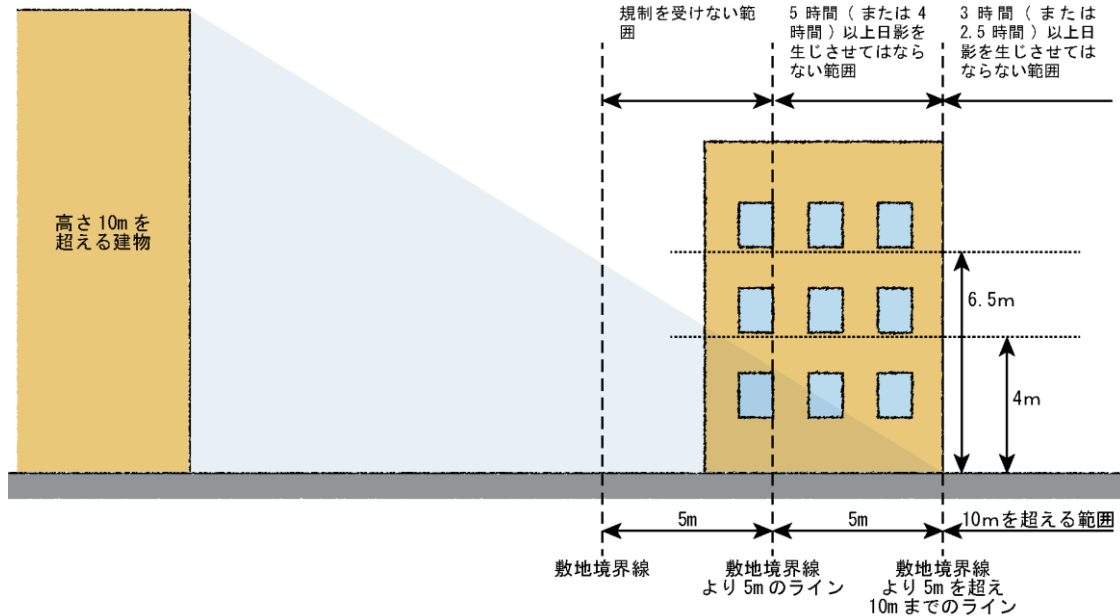 規制を受けない範
囲
5 時間 ( または 4
時間 ) 以上日影を
生じさせてはなら
ない範囲
3 時間 ( または
2.5 時間 ) 以上日
影を生じさせては
ならない範囲
高さ 10m を
超える建物
6.5m
4m
5m
5m
10mを超える範囲
敷地境界線
敷地境界線
より 5m のライン
敷地境界線
より 5m を超え
10m までのライン